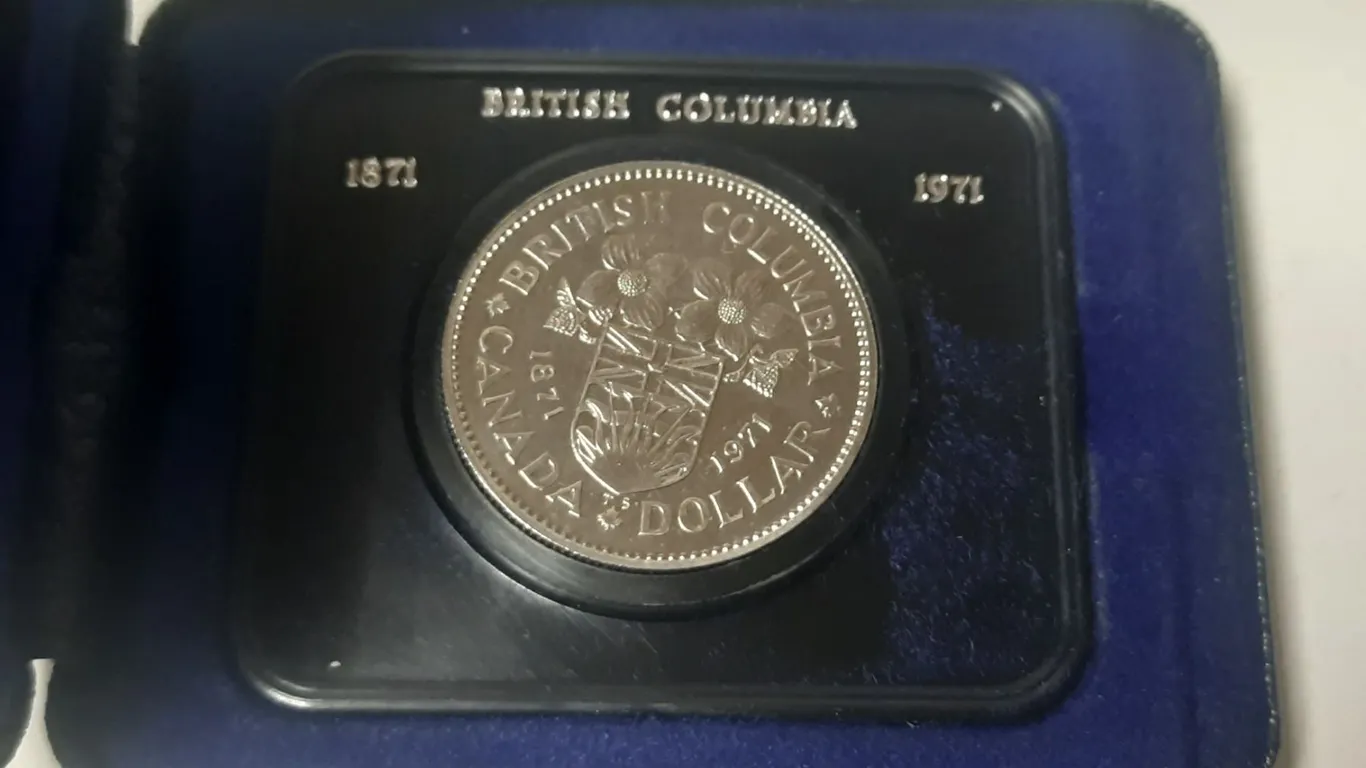 BRITISH COLUMBIA
1871 1971
BRITISH COLUMBIA
1871 1971
CANADA DOLLAR
T.S